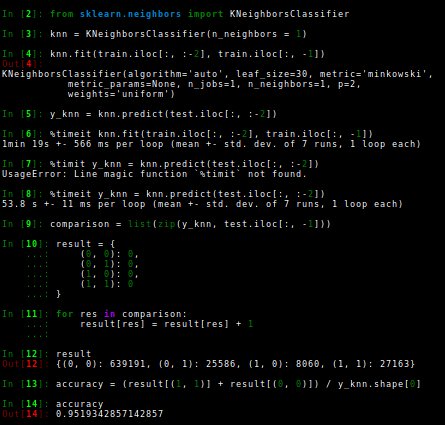 In [2]: from sklearn.neighbors import KNeighborsClassifier
In [3]: knn = KNeighborsClassifier(n_neighbors = 1)
In [4]: knn.fit(train.iloc[:, :-2], train.iloc[:, -1])
Out[4]:
KNeighborsClassifier(algorithm='auto', leaf_size=30, metric='minkowski',
metric_params=None, n_jobs=1, n_neighbors=1, p=2,
weights='uniform')
In [5]: y_knn = knn.predict(test.iloc[:, :-2])
In [6]: %timeit knn.fit(train.iloc[:, :-2], train.iloc[:, -1])
1min 19s +- 566 ms per loop (mean +- std. dev. of 7 runs, 1 loop each)
In [7]: %timit y_knn = knn.predict(test.iloc[:, :-2])
UsageError: Line magic function `%timit` not found.
In [8]: %timeit y_knn = knn.predict(test.iloc[:, :-2])
53.8 s +- 11 ms per loop (mean +- std. dev. of 7 runs, 1 loop each)
In [9]: comparison = list(zip(y_knn, test.iloc[:, -1]))
In [10]: result = {
...: (0, 0): 0,
...: (0, 1): 0,
...: (1, 0): 0,
...: (1, 1): 0
...: }
In [11]: for res in comparison:
...: result[res] = result[res] + 1
...:
In [12]: result
Out[12]: {(0, 0): 639191, (0, 1): 25586, (1, 0): 8060, (1, 1): 27163}
In [13]: accuracy = (result[(1, 1)] + result[(0, 0)]) / y_knn.shape[0]
In [14]: accuracy
Out[14]: 0.9519342857142857